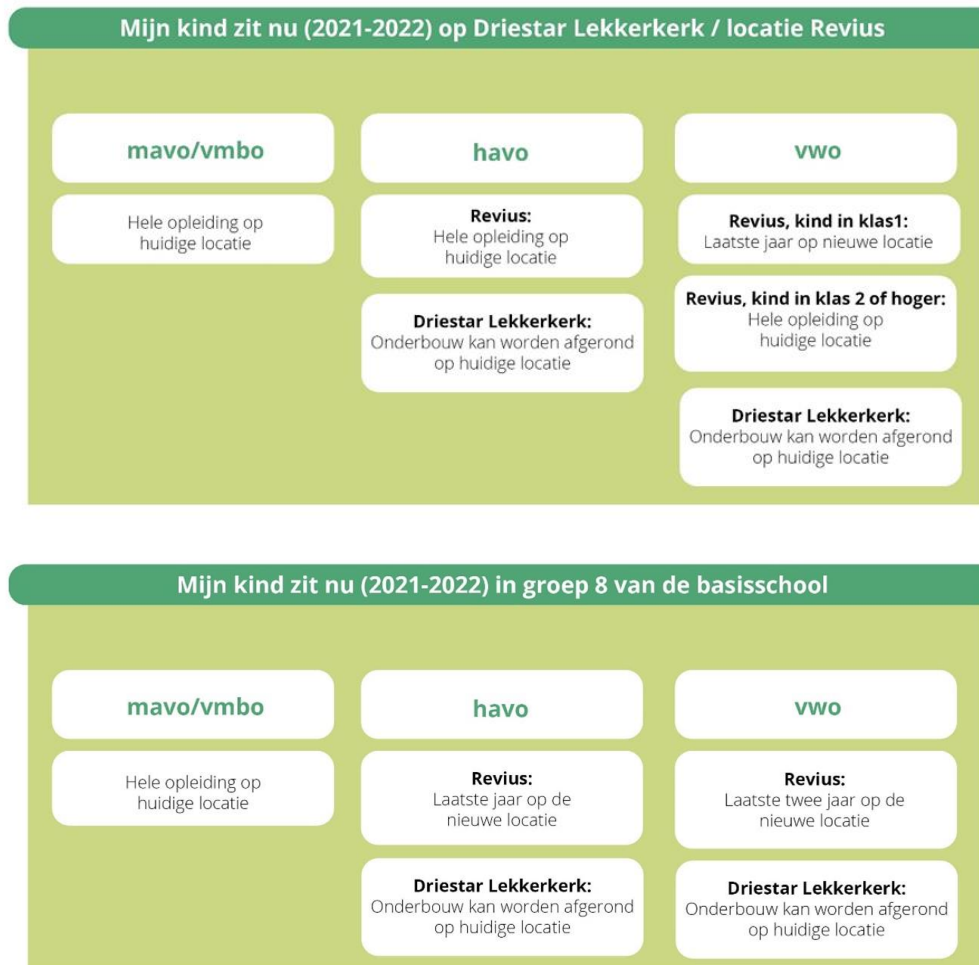 Mijn kind zit nu (2021-2022) op Driestar Lekkerkerk / locatie Revius
mavo/vmbo
Hele opleiding op
huidige locatie
havo
Revius:
Hele opleiding op
huidige locatie
Driestar Lekkerkerk:
Onderbouw kan worden afgerond
op huidige locatie
vwo
Revius, kind in klas1:
Laatste jaar op nieuwe locatie
Revius, kind in klas 2 of hoger:
Hele opleiding op
huidige locatie
Driestar Lekkerkerk:
Onderbouw kan worden afgerond
op huidige locatie
Mijn kind zit nu (2021-2022) in groep 8 van de basisschool
mavo/vmbo
Hele opleiding op
huidige locatie
havo
Revius:
Laatste jaar op de
nieuwe locatie
Driestar Lekkerkerk:
Onderbouw kan worden afgerond
op huidige locatie
vwo
Revius:
Laatste twee jaar op de
nieuwe locatie
Driestar Lekkerkerk:
Onderbouw kan worden afgerond
op huidige locatie